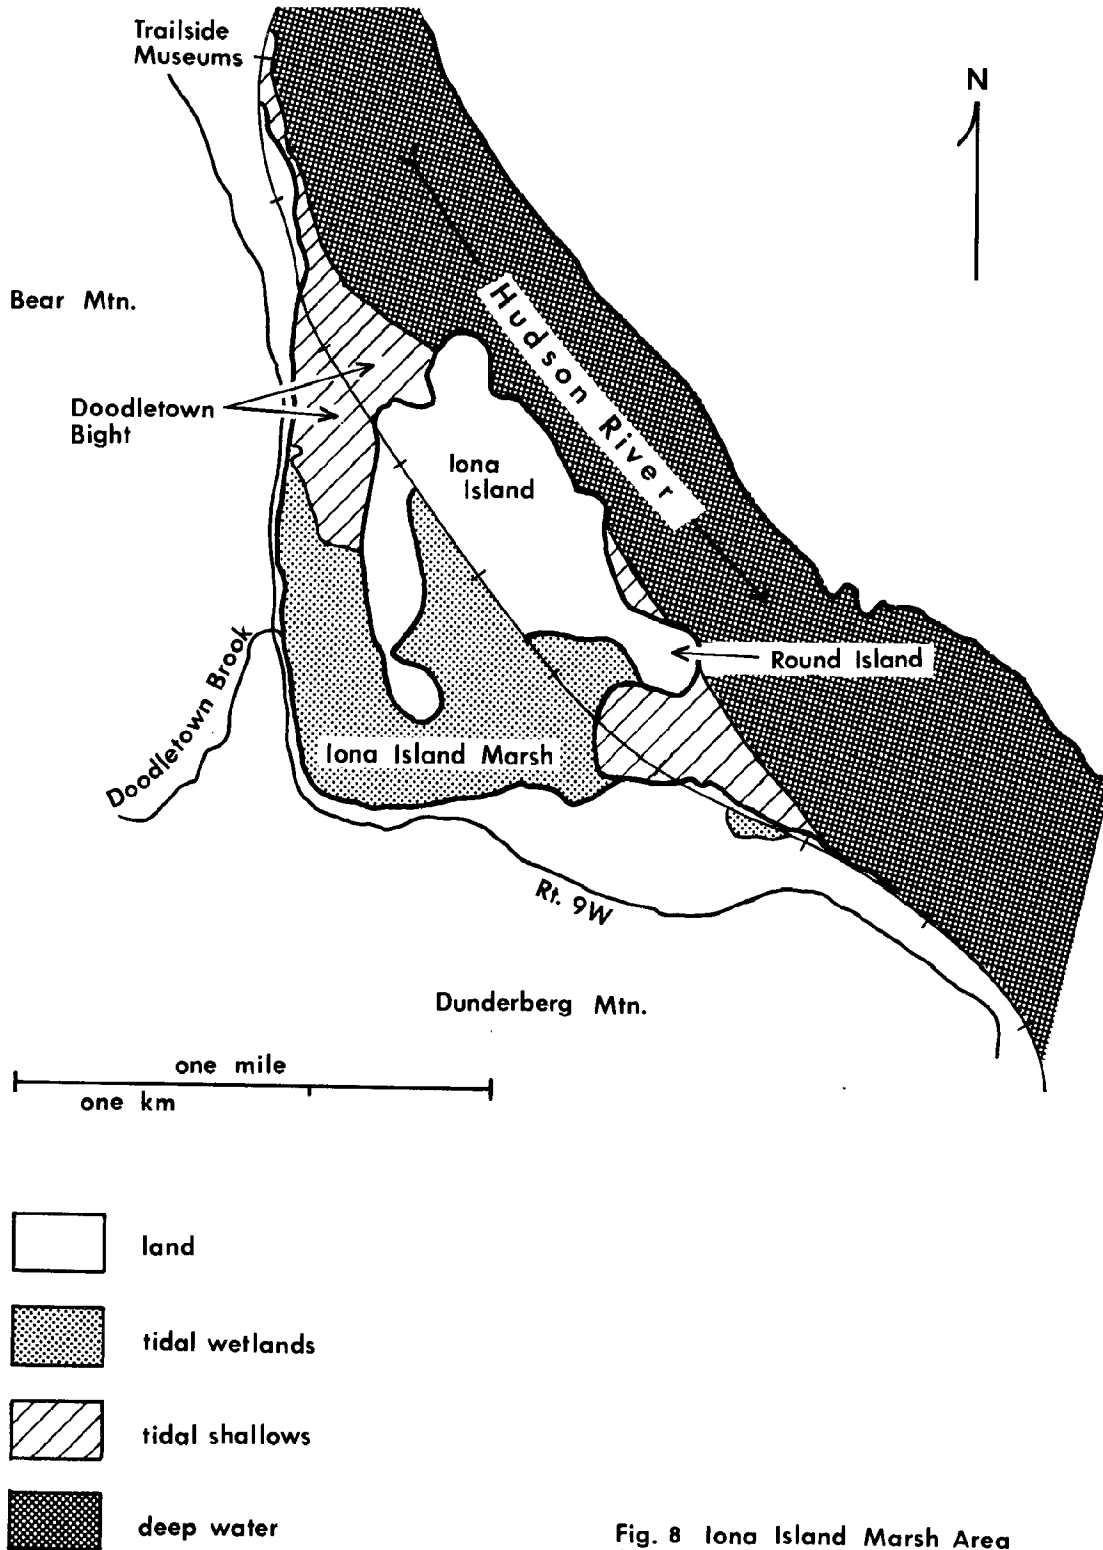 Trailside
Museums
N
Bear Mtn.
Hudson River
Doodletown
Bight
Iona
Island
Round Island
Doodletown Brook
Iona Island Marsh
Rt. 9W
Dunderberg Mtn.
one mile
one km
land
tidal wetlands
tidal shallows
deep water
Fig. 8 Iona Island Marsh Area